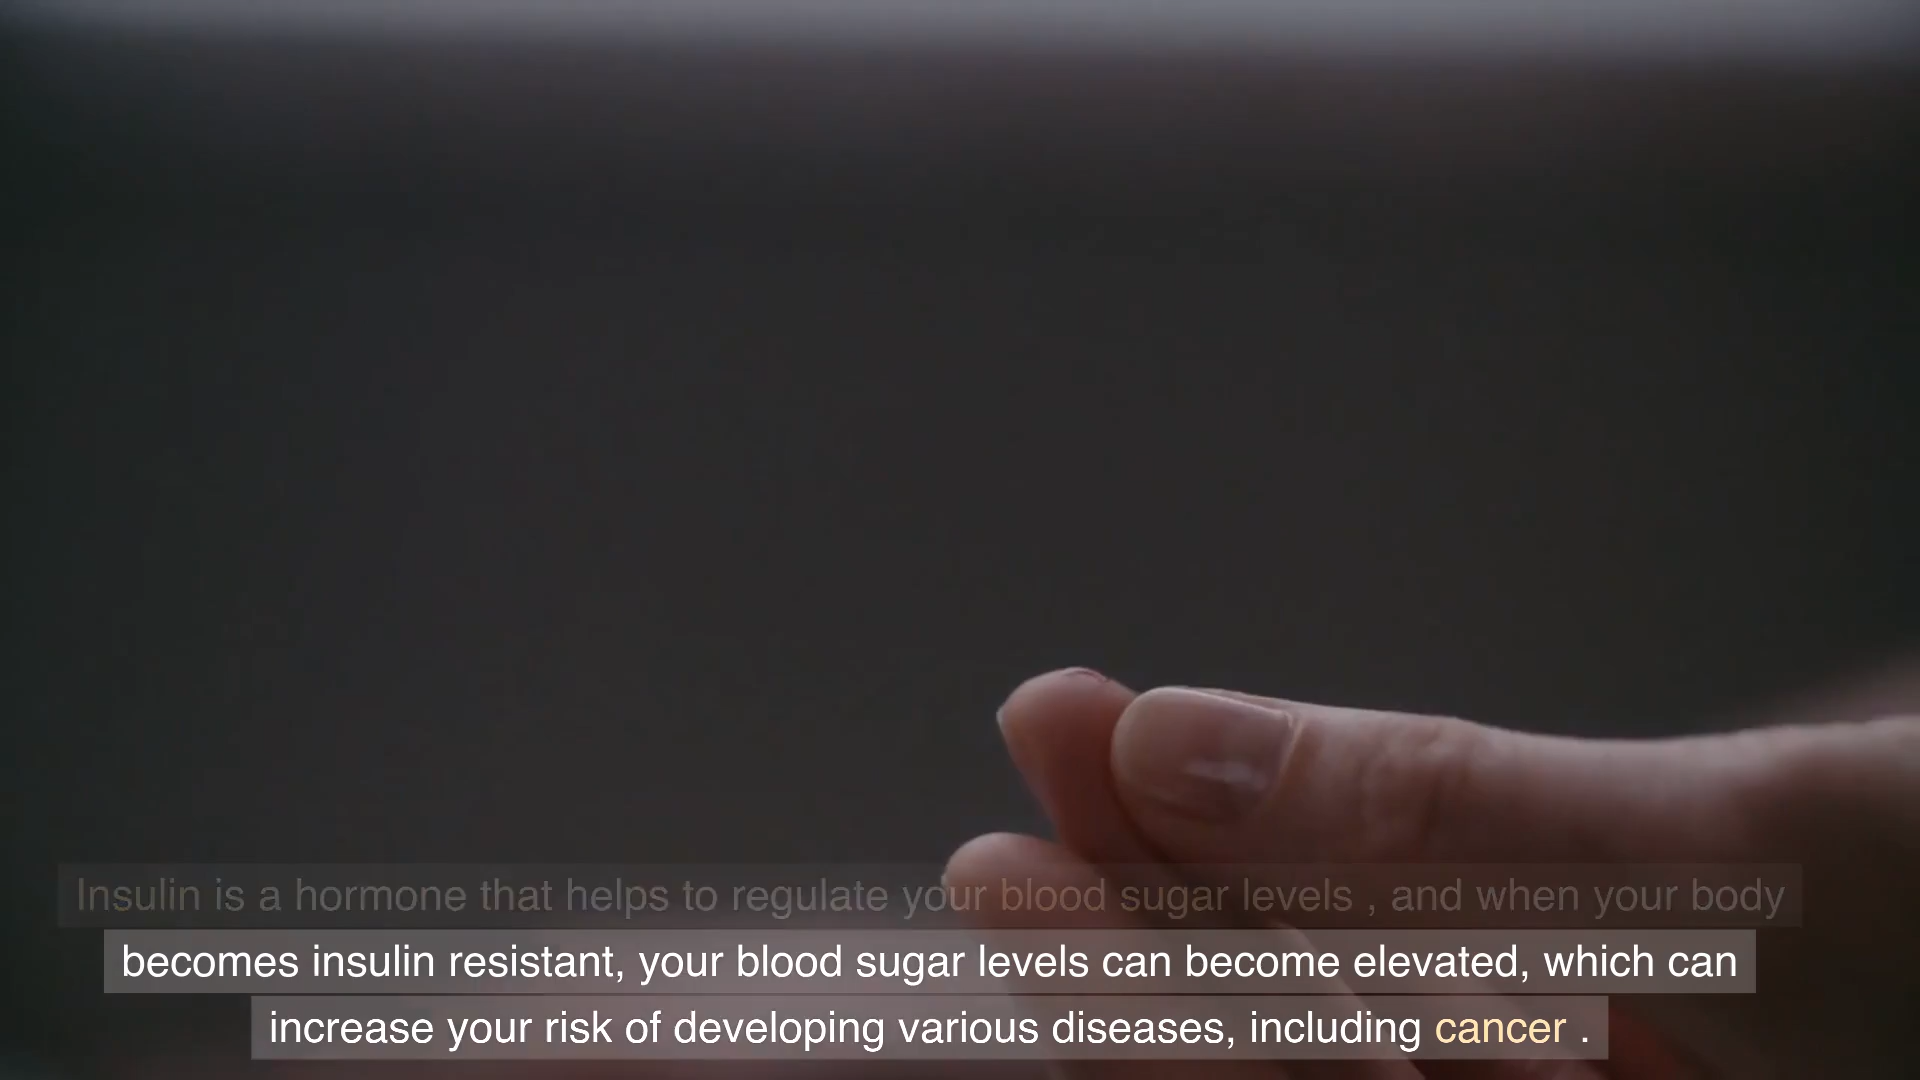 Insulin is a hormone that helps to regulate your blood sugar levels , and when your body
becomes insulin resistant, your blood sugar levels can become elevated, which can
increase your risk of developing various diseases, including cancer .